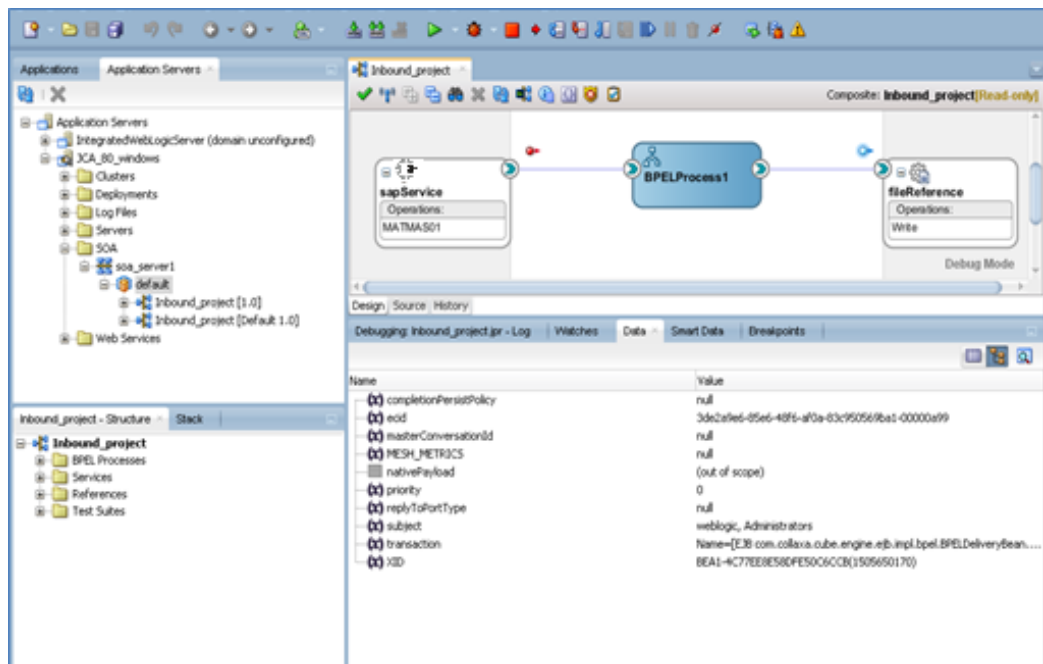 Applications
Application Servers
Application Servers
IntegratedWebLogicServer (domain unconfigured)
JCA_80_windows
Clusters
Deployments
Log Files
Servers
SOA
soa_server1
default
Inbound_project [1.0]
Inbound_project [Default 1.0]
Web Services
Inbound_project - Structure
Stack
Inbound_project
BPEL Processes
Services
References
Test Suites
Inbound_project
Composite: Inbound_project[Read-only]
sapService
Operations:
MATMAS01
BPELProcess1
fileReference
Operations:
Write
Debug Mode
Design Source History
Debugging: Inbound_project.jpr - Log Watches Data Smart Data Breakpoints
Name Value
completionPersistPolicy null
ecid 3de2a9e6-85e6-48f6-af0a-83c950569ba1-00000a99
masterConversationId null
MESH_METRICS null
nativePayload (out of scope)
priority 0
replyToPortType null
subject weblogic, Administrators
transaction Name=[EJB com.collaxa.cube.engine.ejb.impl.bpel.BPELDeliveryBean....
XID BEA1-4C77EE8E58DFE50C6CCB(1505650170)